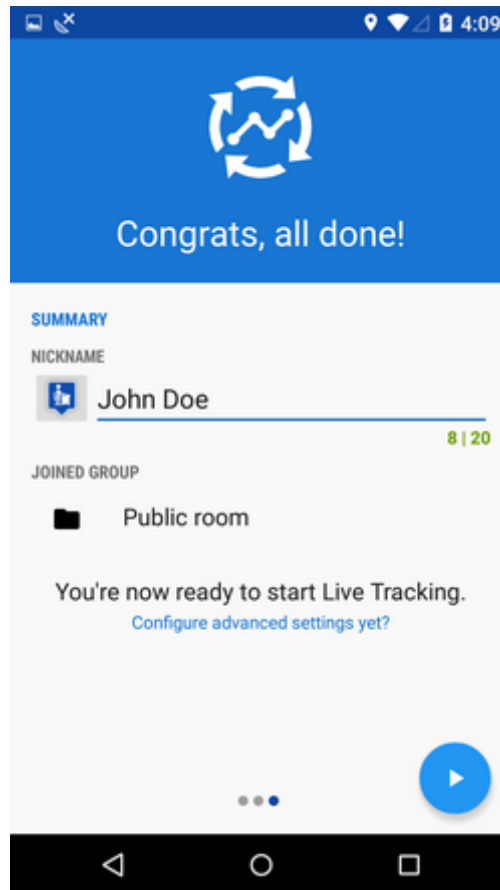 4:09
Congrats, all done!
SUMMARY
NICKNAME
John Doe
8 | 20
JOINED GROUP
Public room
You're now ready to start Live Tracking.
Configure advanced settings yet?